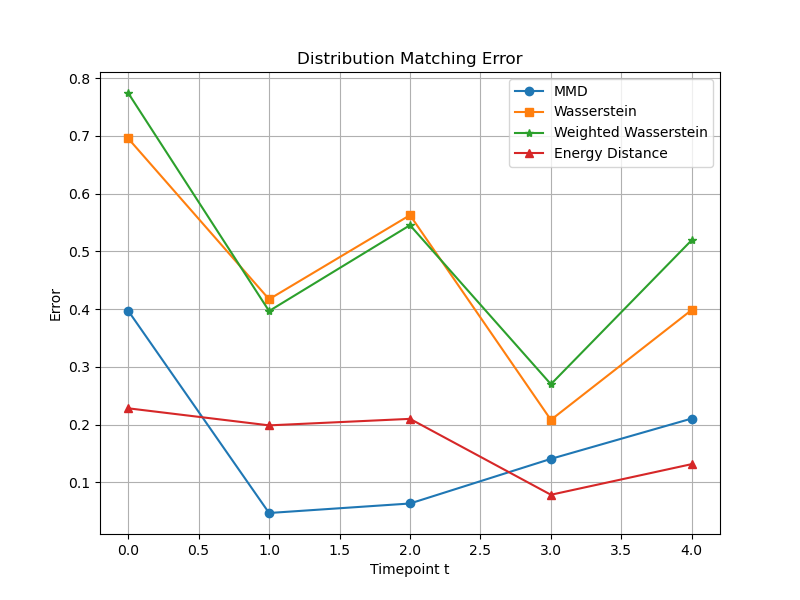 Distribution Matching Error
MMD
Wasserstein
Weighted Wasserstein
Energy Distance
Error
0.8
0.7
0.6
0.5
0.4
0.3
0.2
0.1
0.0 0.5 1.0 1.5 2.0 2.5 3.0 3.5 4.0
Timepoint t